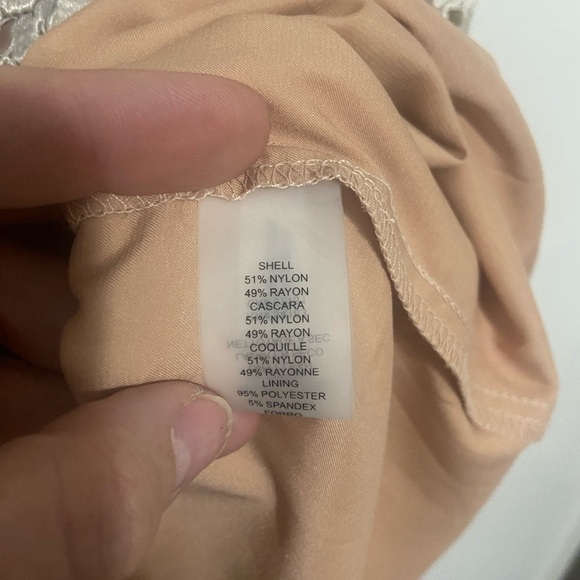 SHELL
51% NYLON
49% RAYON
CASCARA
51% NYLON
49% RAYON
COQUILLE
51% NYLON
49% RAYONNE
LINING
95% POLYESTER
5% SPANDEX
FORRO